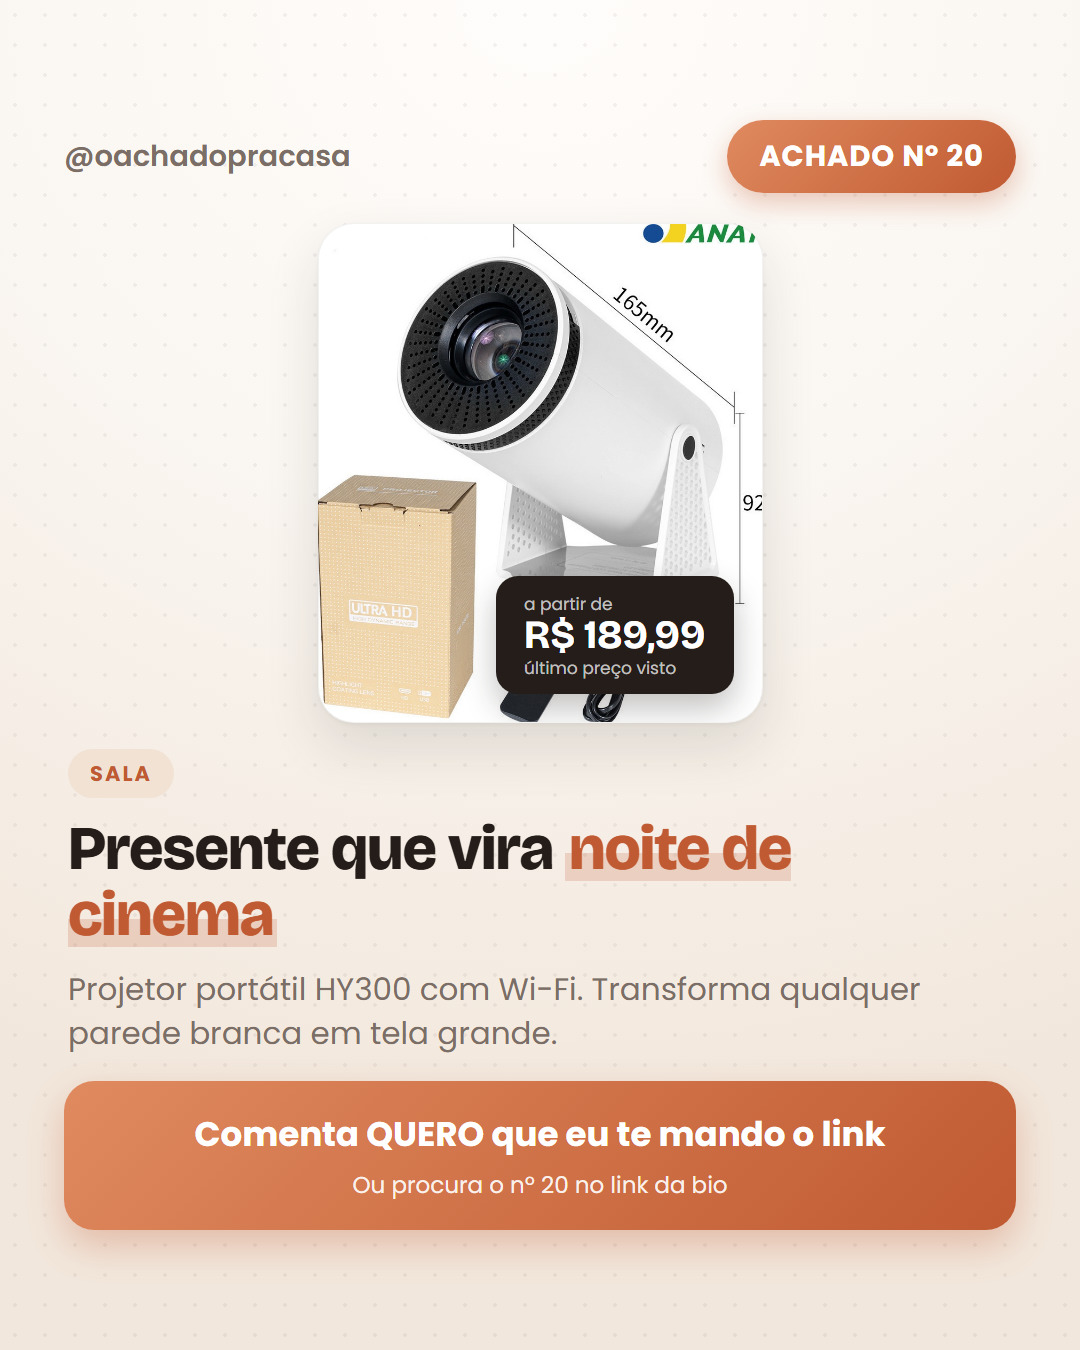 @oachadopracasa
ACHADO Nº 20
ANA
165mm
92
ULTRA HD
a partir de
R$ 189,99
último preço visto
SALA
Presente que vira noite de
cinema
Projetor portátil HY300 com Wi-Fi. Transforma qualquer
parede branca em tela grande.
Comenta QUERO que eu te mando o link
Ou procura o nº 20 no link da bio